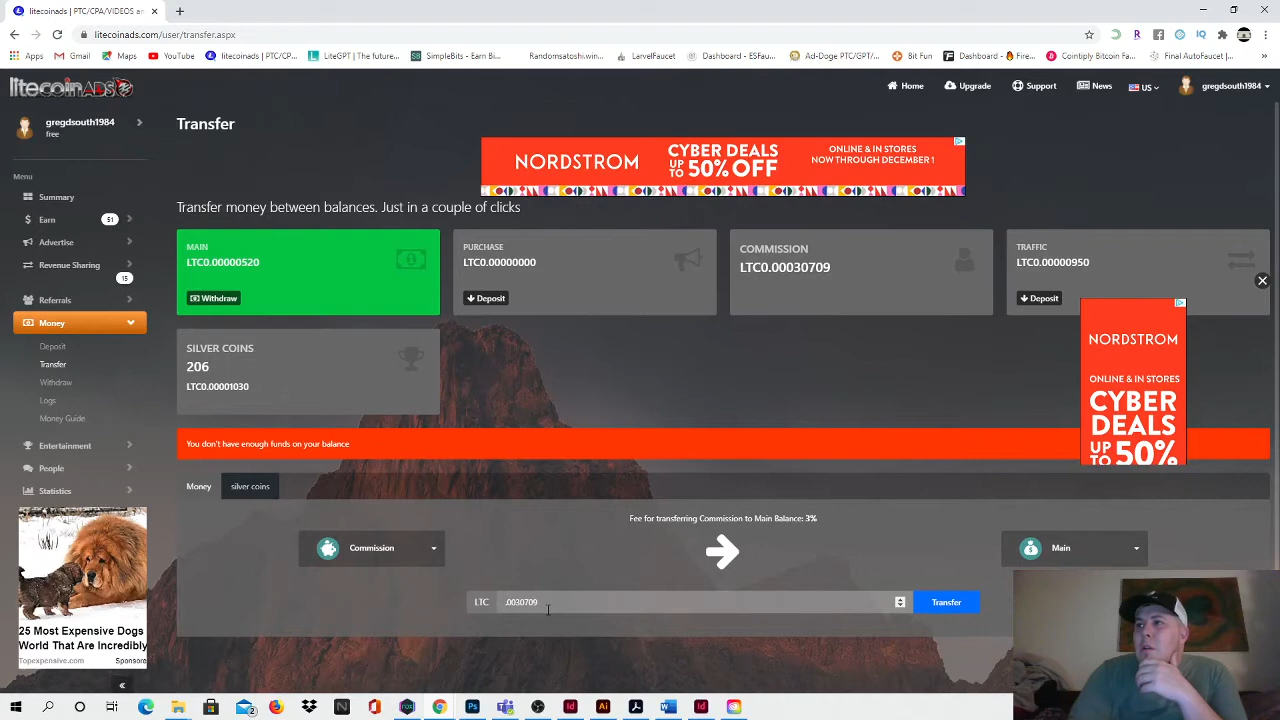 litecoinads | PTC/CPA/VIDEOS ad
litecoinads.com/user/transfer.aspx
Apps
Gmail
YouTube
Litecoinads | PTC/CP...
LiteGPT | The future...
SimpleBits - Earn Bi...
Randomsatoshi.win...
LarvelFaucet
Dashboard - ESFau...
Ad-Doge PTC/GPT/...
Bit Fun
Dashboard - Fire...
Cointiply Bitcoin Fa...
Final AutoFaucet |...
litecoinADS
Home
Upgrade
Support
News
US
gregdsouth1984
gregdsouth1984
free
Transfer
NORDSTROM
CYBER DEALS
UP TO 50% OFF
ONLINE & IN STORES
NOW THROUGH DECEMBER 1
Menu
Summary
Earn
51
Advertise
Revenue Sharing
15
Referrals
Money
Deposit
Transfer
Withdraw
Logs
Money Guide
Entertainment
People
Statistics
Transfer money between balances. Just in a couple of clicks
MAIN
LTC0.00000520
Withdraw
PURCHASE
LTC0.00000000
Deposit
COMMISSION
LTC0.00030709
TRAFFIC
LTC0.00000950
Deposit
SILVER COINS
206
LTC0.00001030
NORDSTROM
ONLINE & IN STORES
CYBER
DEALS
UP TO 50%
You don't have enough funds on your balance
Money
silver coins
Fee for transferring Commission to Main Balance: 3%
Commission
Main
LTC
.0030709
Transfer
25 Most Expensive Dogs
World That Are Incredibly
Topexpensive.com
Sponsored